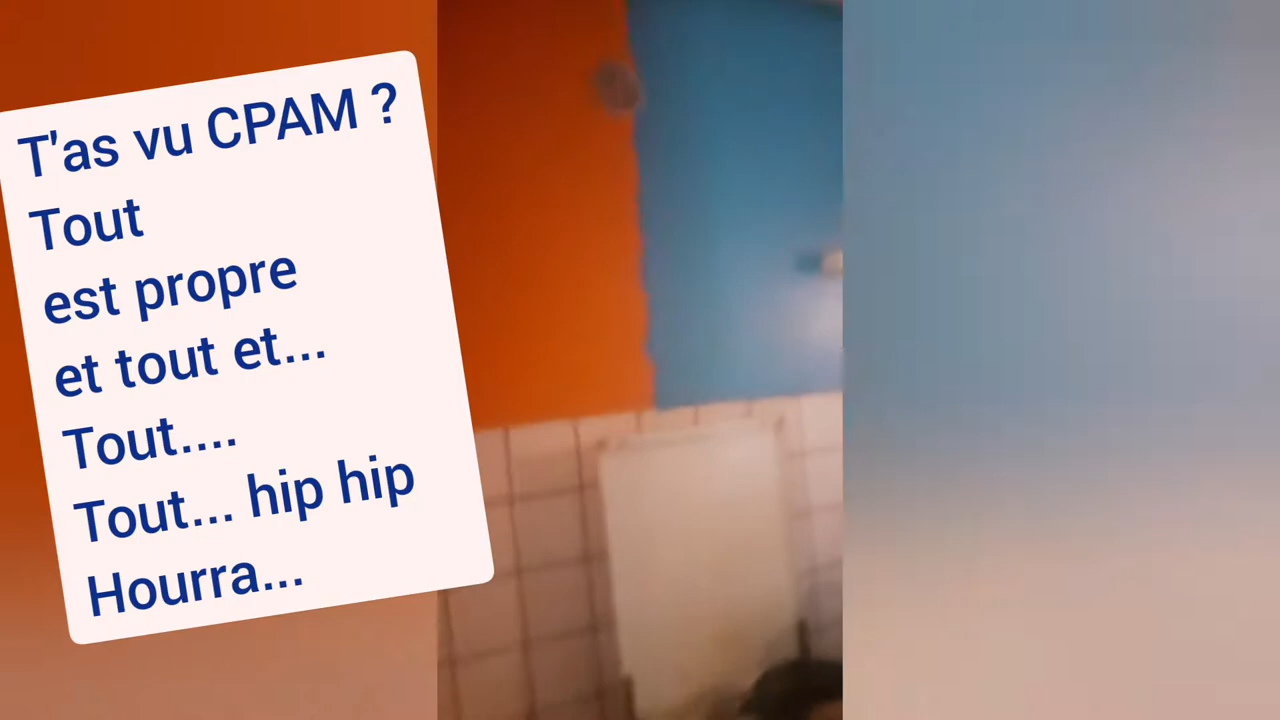 T'as vu CPAM ?
Tout
est propre
et tout et...
Tout....
Tout... hip hip
Hourra...